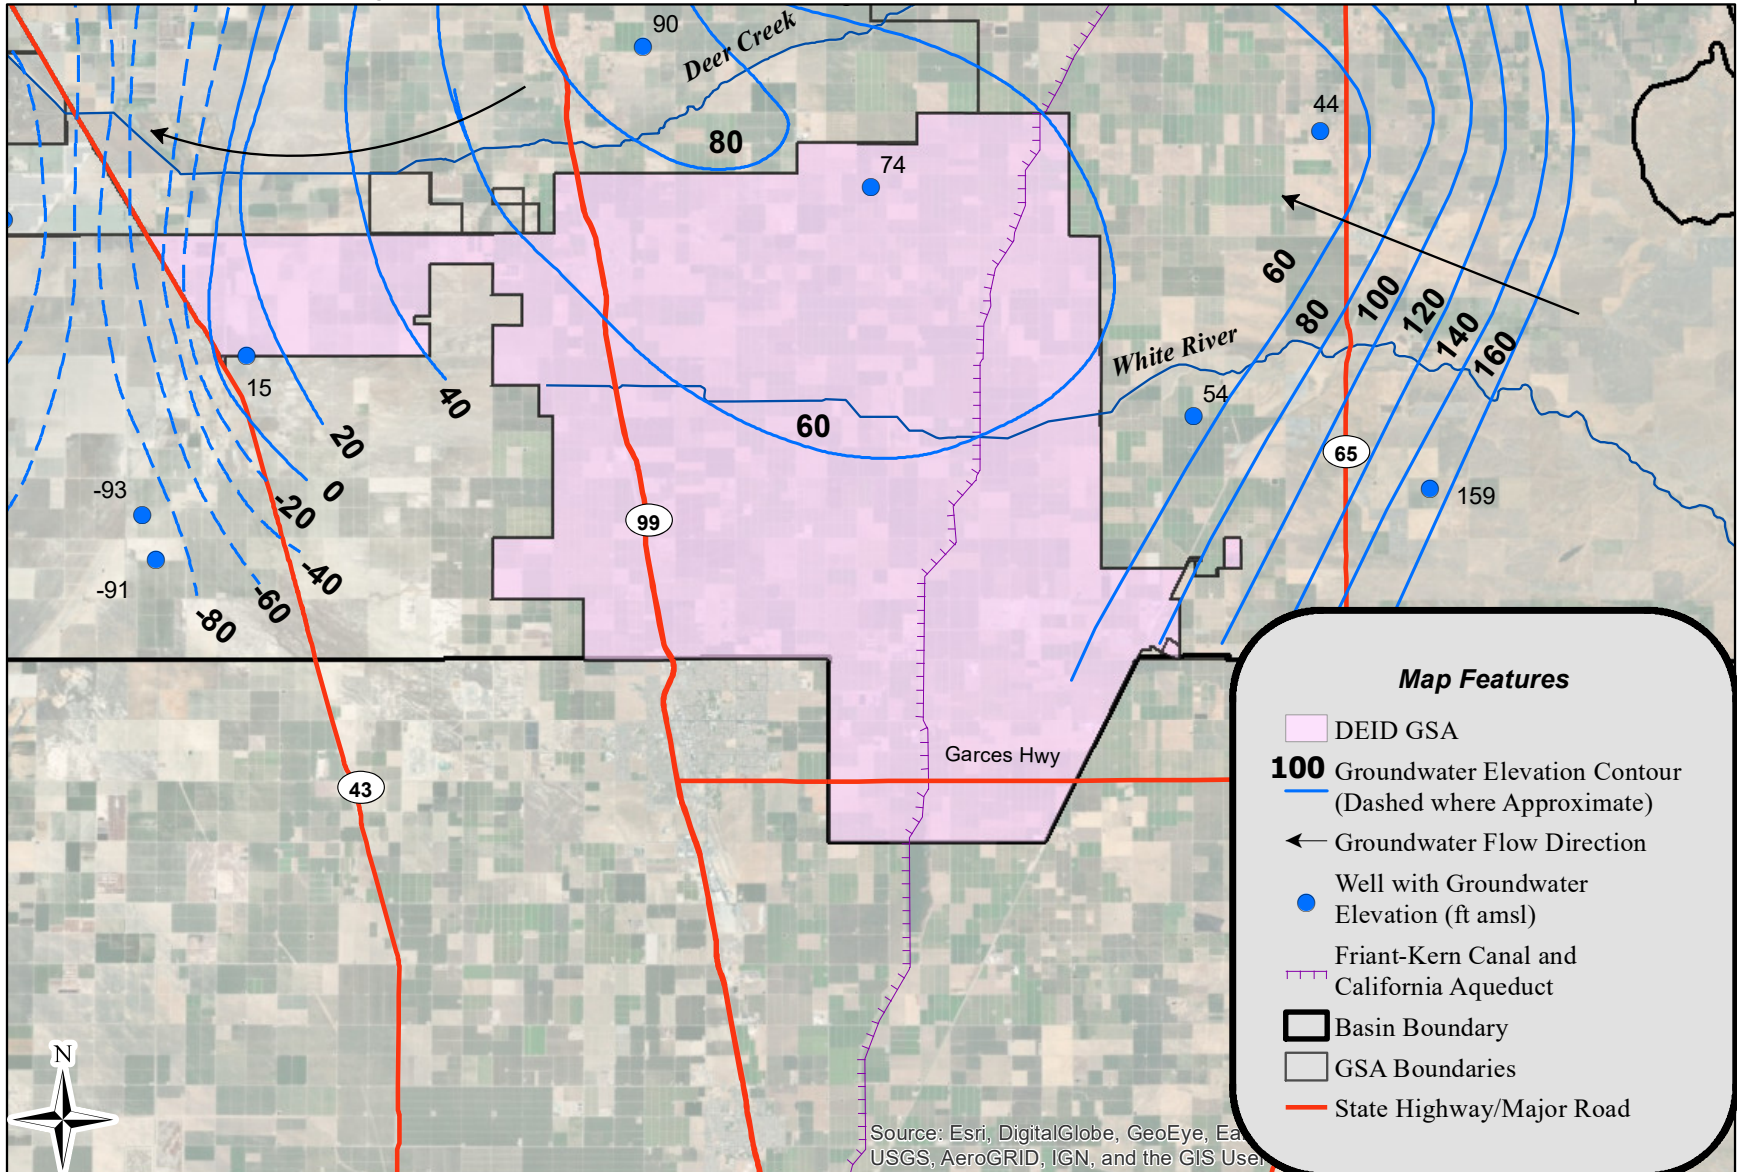 90
Deer Creek
44
80
74
60
80
100
120
140
160
White River
15
40
54
20
60
65
-93
0
159
-20
99
-91
-40
-60
-80
Garces Hwy
43
N
Map Features
DEID GSA
100 Groundwater Elevation Contour
(Dashed where Approximate)
Groundwater Flow Direction
Well with Groundwater
Elevation (ft amsl)
Friant-Kern Canal and
California Aqueduct
Basin Boundary
GSA Boundaries
State Highway/Major Road
Source: Esri, DigitalGlobe, GeoEye,
USGS, AeroGRID, IGN, and the GIS User